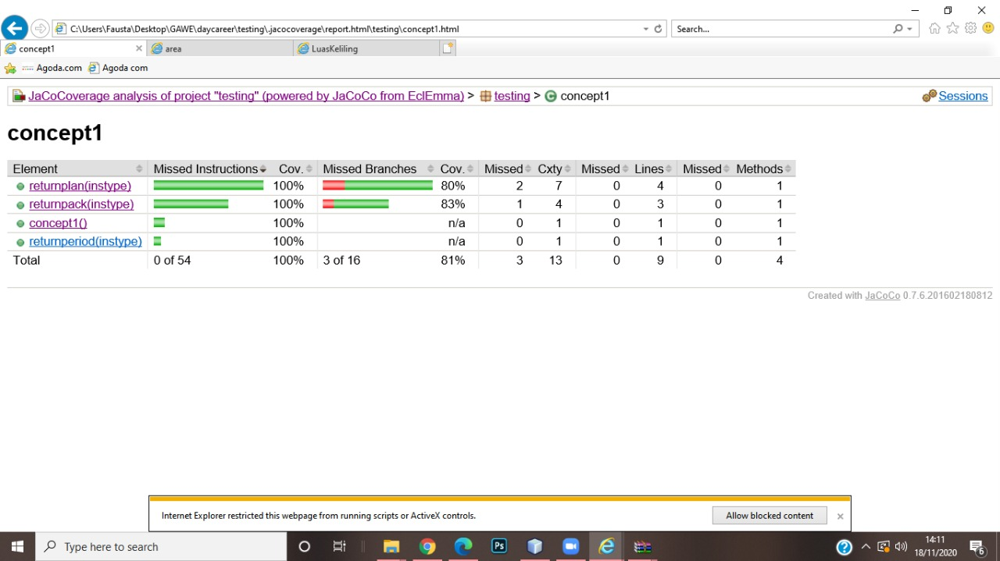 C:\Users\Fausta\Desktop\GAWE\daycareer\testing\.jacocoverage\report.html\testing\concept1.html Search...
concept1 area LuasKeliling
Agoda.com Agoda com
JaCoCoverage analysis of project "testing" (powered by JaCoCo from EclEmma) > testing > concept1 Sessions
concept1
Element Missed Instructions Cov. Missed Branches Cov. Missed Cxty Missed Lines Missed Methods
returnplan(instype) 100% 80% 2 7 0 4 0 1
returnpack(instype) 100% 83% 1 4 0 3 0 1
concept1() 100% n/a 0 1 0 1 0 1
returnperiod(instype) 100% n/a 0 1 0 1 0 1
Total 0 of 54 100% 3 of 16 81% 3 13 0 9 0 4
Created with JaCoCo 0.7.6.201602180812
Internet Explorer restricted this webpage from running scripts or ActiveX controls. Allow blocked content
Type here to search Ps 14:11
18/11/2020 6